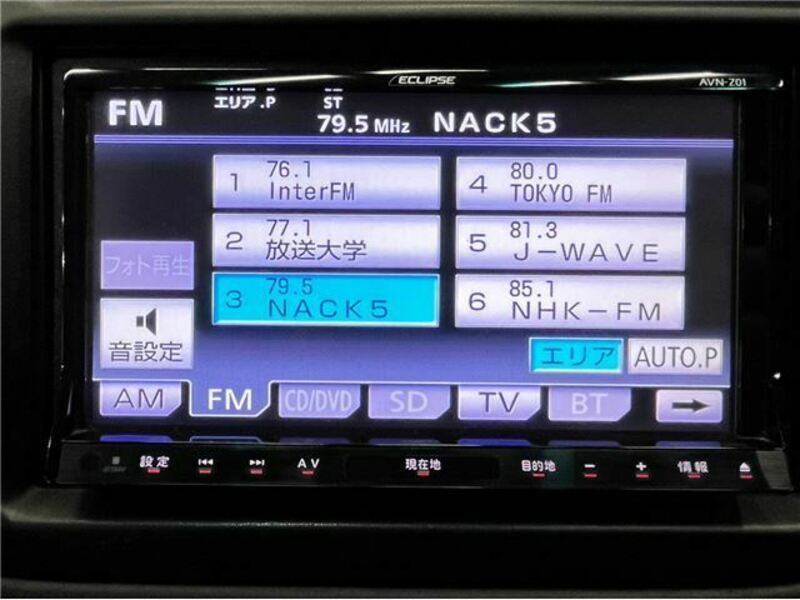 ECLIPSE
AVN-Z01
FM
エリア.P
ST
79.5 MHz
NACK5
1 76.1 InterFM
2 77.1 放送大学
3 79.5 NACK5
4 80.0 TOKYO FM
5 81.3 J-WAVE
6 85.1 NHK-FM
フォト再生
音設定
エリア
AUTO.P
AM
FM
CD/DVD
SD
TV
BT
設定
AV
現在地
目的地
情報